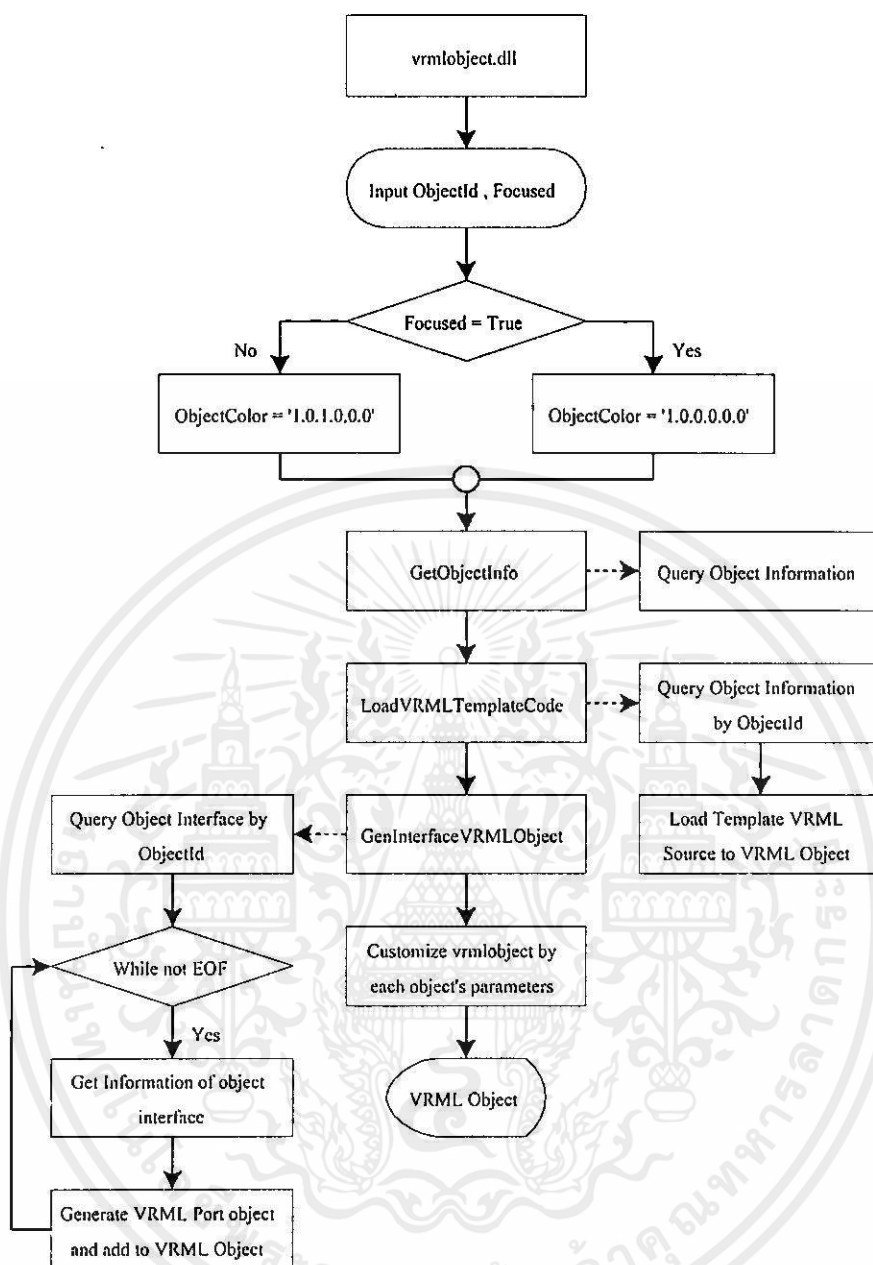 vrmlobject.dll
Input ObjectId , Focused
Focused = True
No
Yes
ObjectColor = '1.0.1.0.0.0'
ObjectColor = '1.0.0.0.0.0'
GetObjectInfo
Query Object Information
LoadVRMLTemplateCode
Query Object Information
by ObjectId
Query Object Interface by
ObjectId
GenInterfaceVRMLObject
Load Template VRML
Source to VRML Object
While not EOF
Customize vrmlobject by
each object's parameters
Yes
Get Information of object
interface
VRML Object
Generate VRML Port object
and add to VRML Object